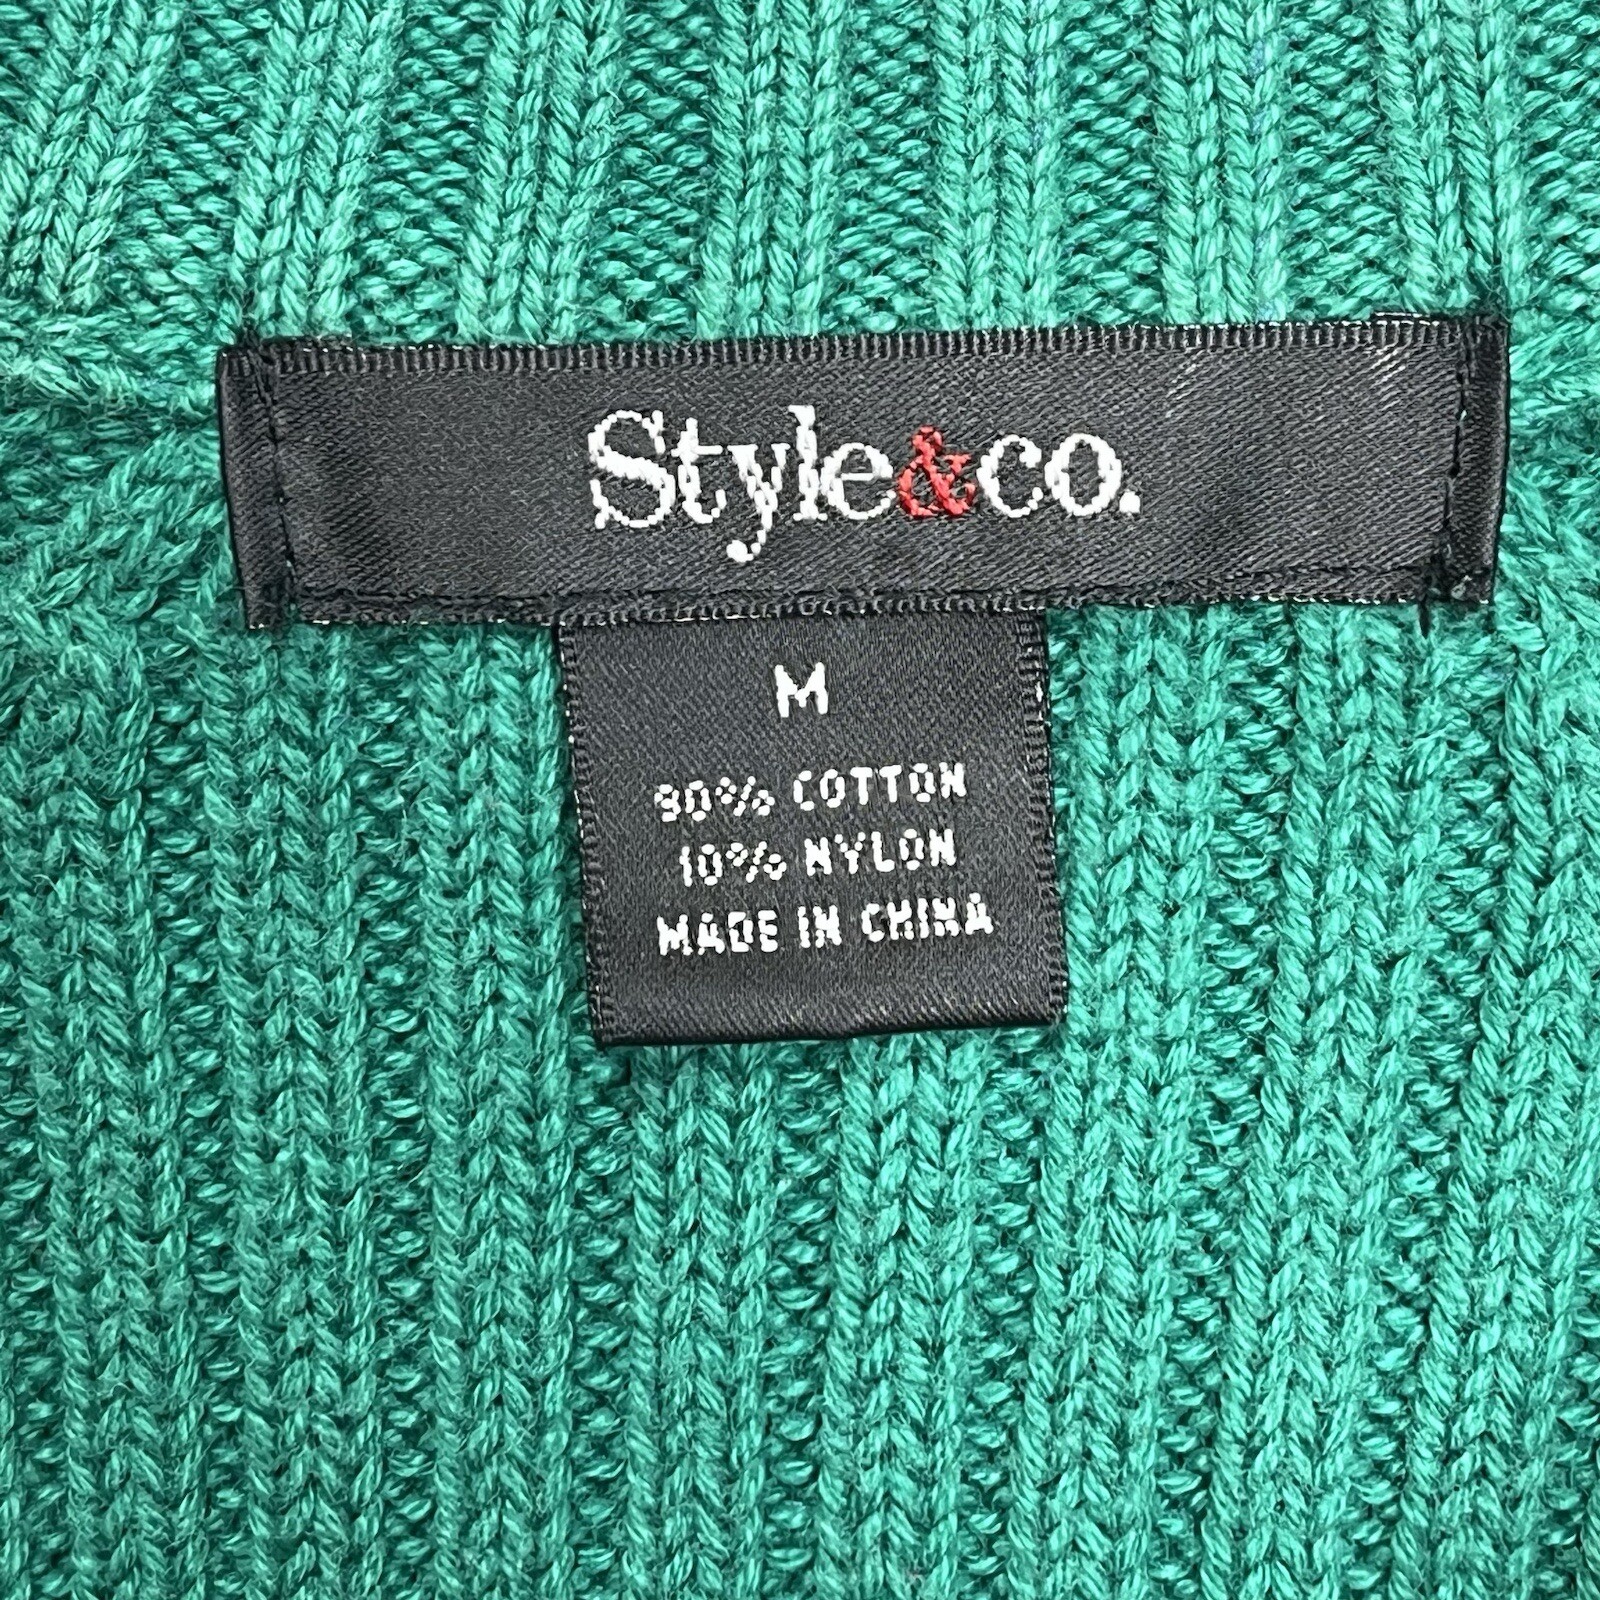 Style&co.
M
90% COTTON
10% NYLON
MADE IN CHINA